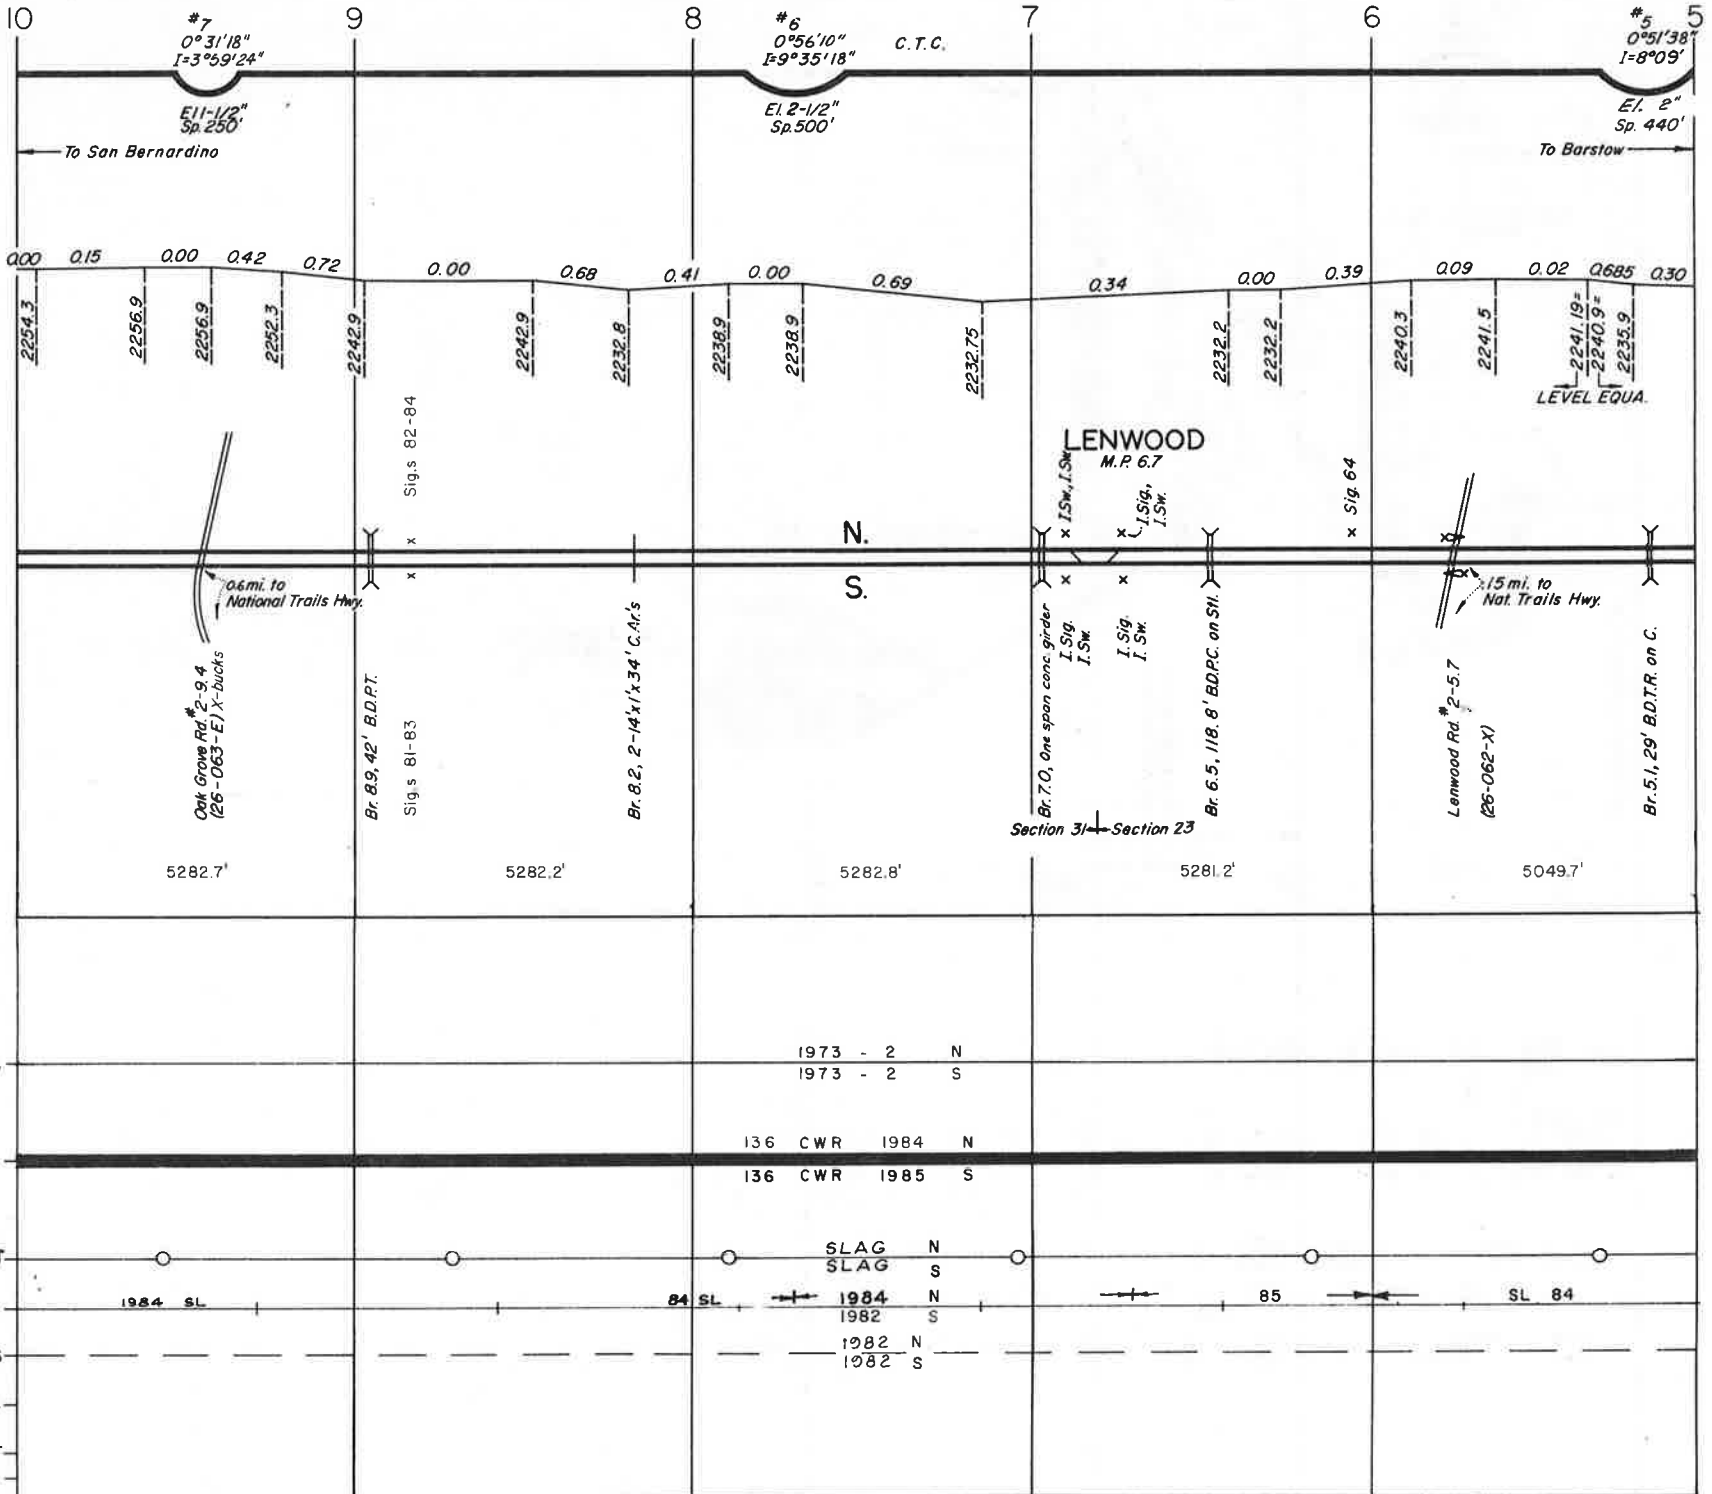 10 9 8 7 6 5
#7
0°31'18"
I=3°59'24"
El 1-1/2"
Sp. 250'
#6
0°56'10"
I=9°35'18"
El. 2-1/2"
Sp. 500'
C.T.C.
#5
0°51'38"
I=8°09'
El. 2"
Sp. 440'
To San Bernardino
To Barstow
0.00 0.15 0.00 0.42 0.72 0.00 0.68 0.41 0.00 0.69 0.34 0.00 0.39 0.09 0.02 0.685 0.30
2254.3
2256.9
2256.9
2252.3
2242.9
2242.9
2232.8
2238.9
2238.9
2232.75
2232.2
2232.2
2240.3
2241.5
2241.19=
2240.9=
2235.9
LEVEL EQUA.
Sig.s 82-84
LENWOOD
M.P. 6.7
I.Sw., I.Sw.
I.Sig.,
I.Sw.
Sig. 64
N.
S.
0.6 mi. to
National Trails Hwy.
.15 mi. to
Nat. Trails Hwy.
Oak Grove Rd. #2-9.4
(26-063-E) X-bucks
Br. 8.9, 42' B.D.P.T.
Sig.s 81-83
Br. 8.2, 2-14'x1'x34' C.Ar.'s
Br. 7.0, One span conc. girder
I. Sig.
I. Sw.
I. Sig.
I. Sw.
Br. 6.5, 118.8' B.D.P.C. on Stl.
Lenwood Rd. #2-5.7
(26-062-X)
Br. 5.1, 29' B.D.T.R. on C.
Section 31 Section 23
5282.7' 5282.2' 5282.8' 5281.2' 5049.7'
1973 - 2 N
1973 - 2 S
136 CWR 1984 N
136 CWR 1985 S
SLAG N
SLAG S
1984 SL 84 SL 1984 N 85 SL 84
1982 S
1982 N
1982 S